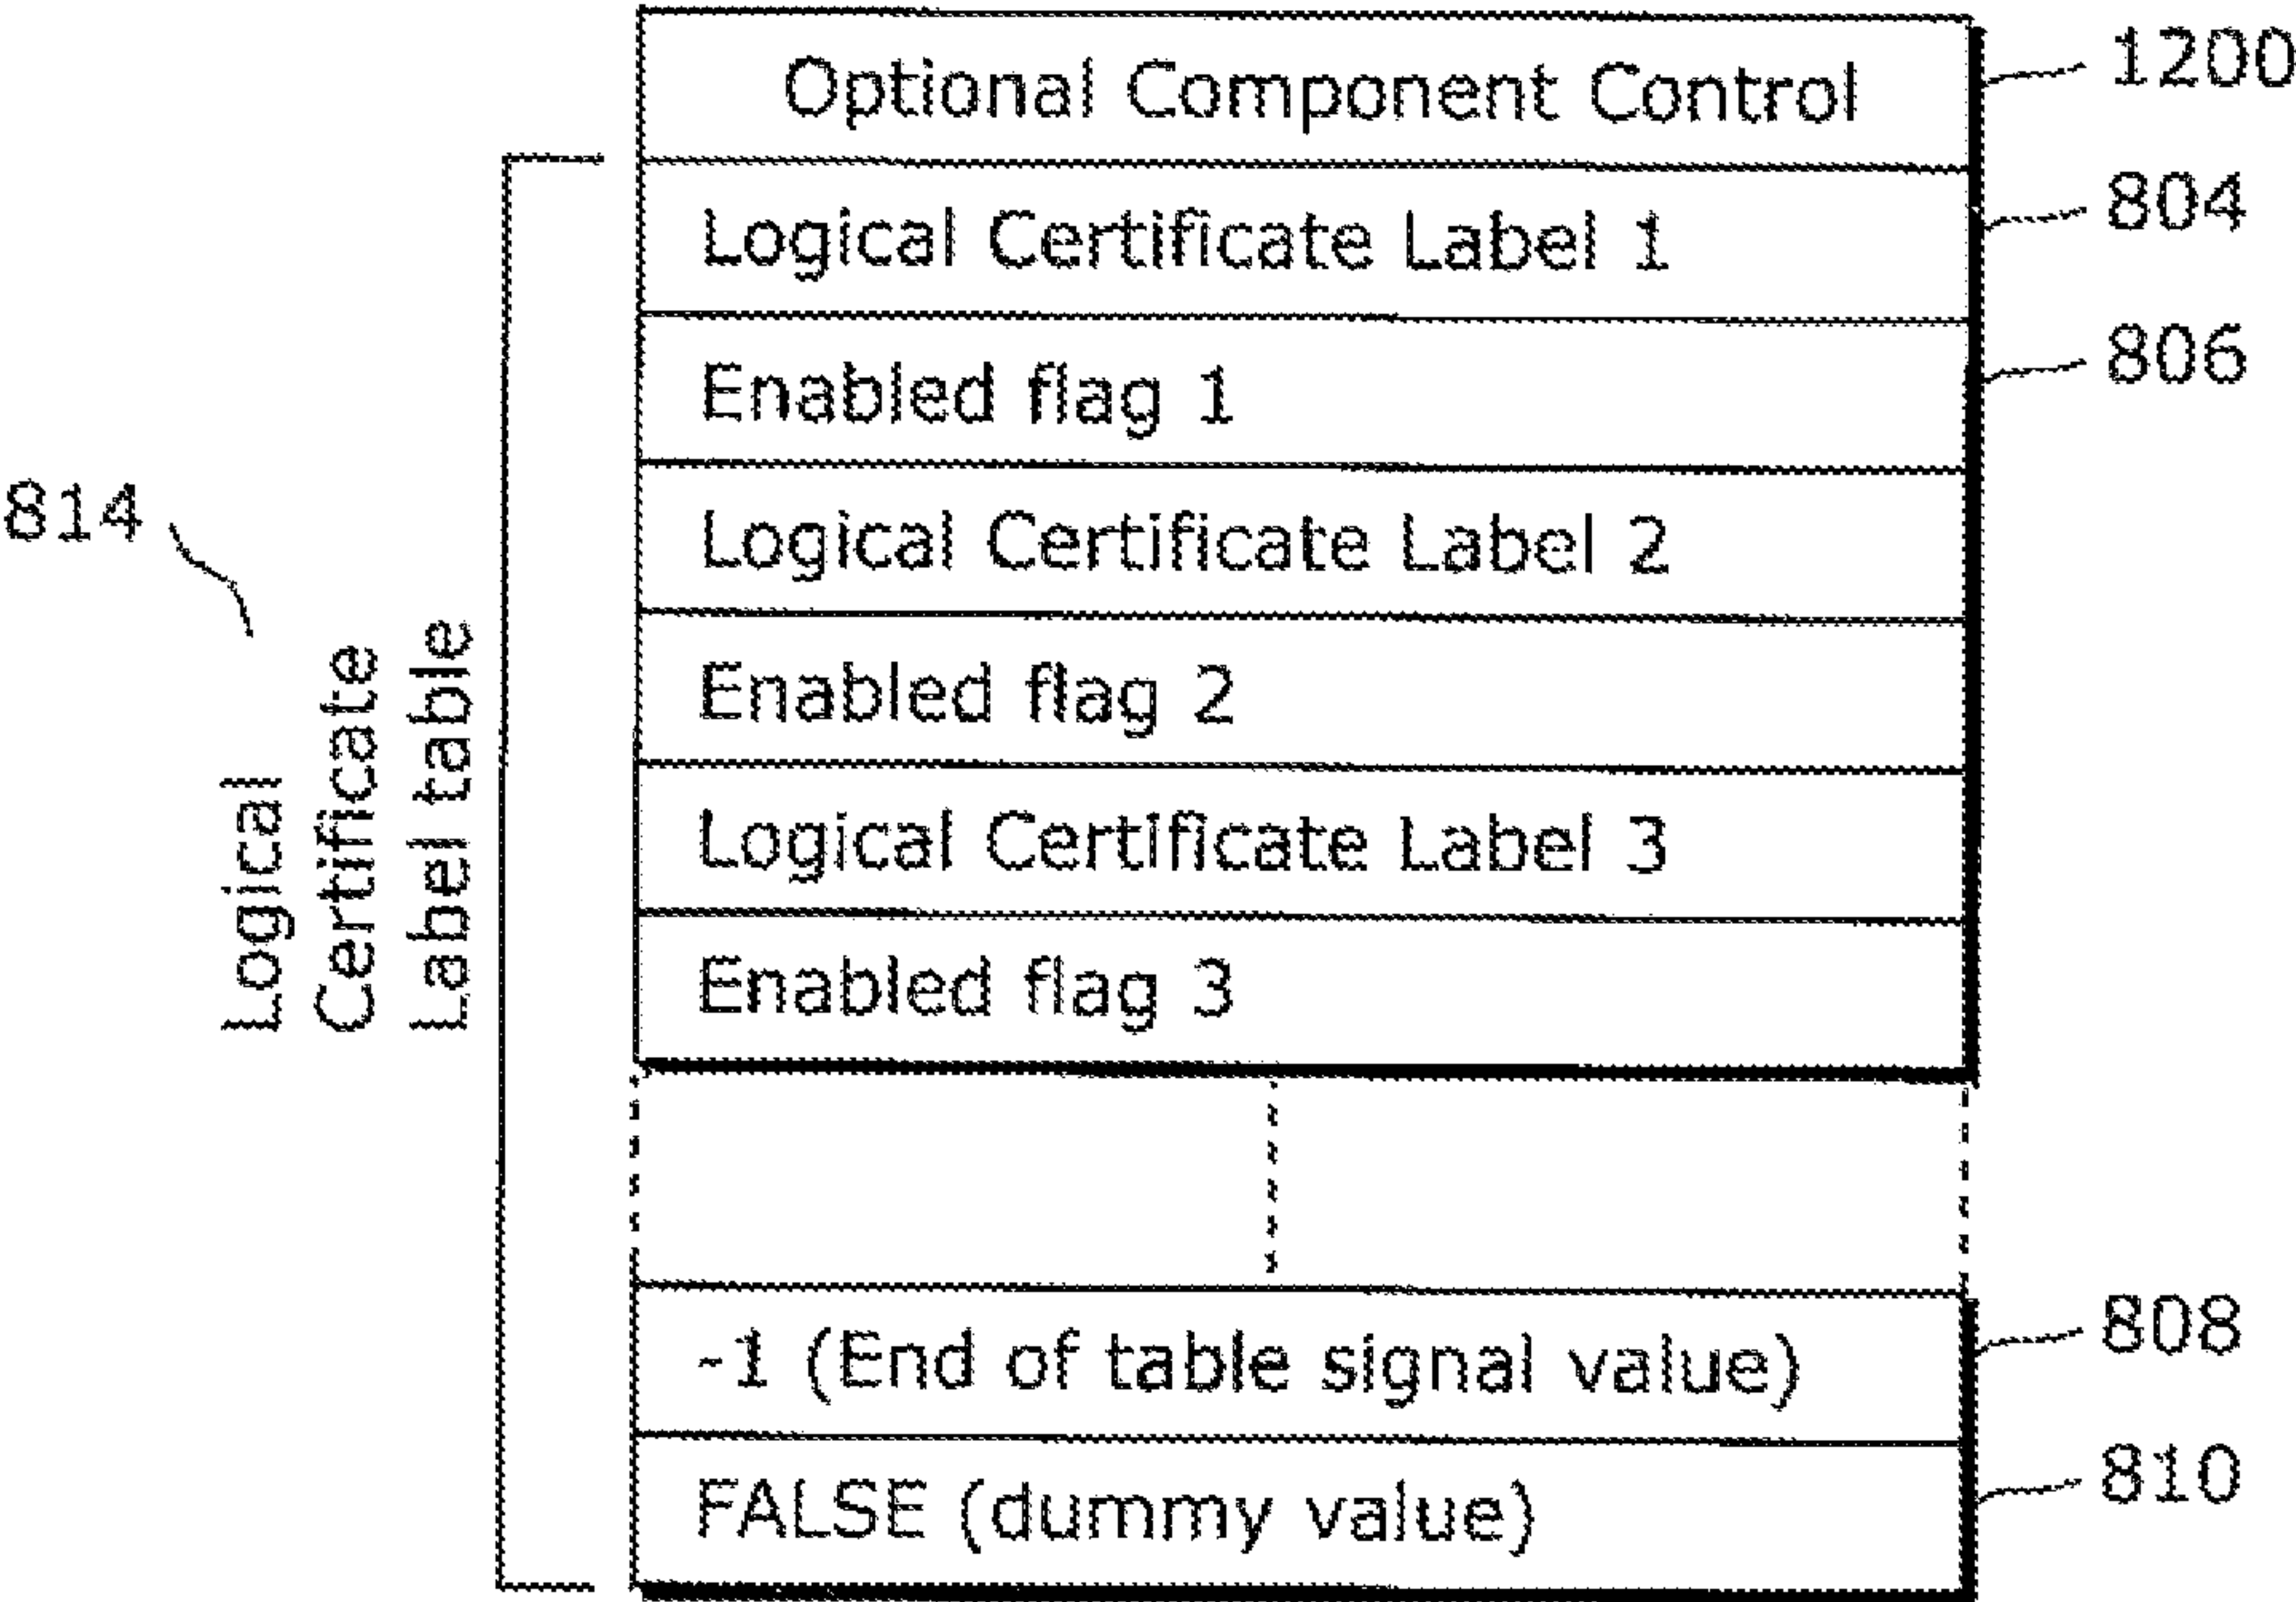 Optional Component Control
1200
Logical Certificate Label 1
804
Enabled flag 1
806
Logical Certificate Label 2
Enabled flag 2
Logical Certificate Label 3
Enabled flag 3
814
Logical
Certificate
Label table
-1 (End of table signal value)
808
FALSE (dummy value)
810